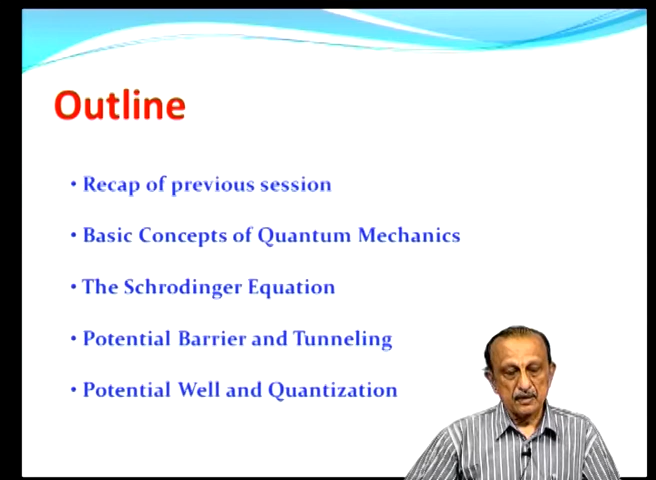 Outline
• Recap of previous session
• Basic Concepts of Quantum Mechanics
• The Schrodinger Equation
• Potential Barrier and Tunneling
• Potential Well and Quantization